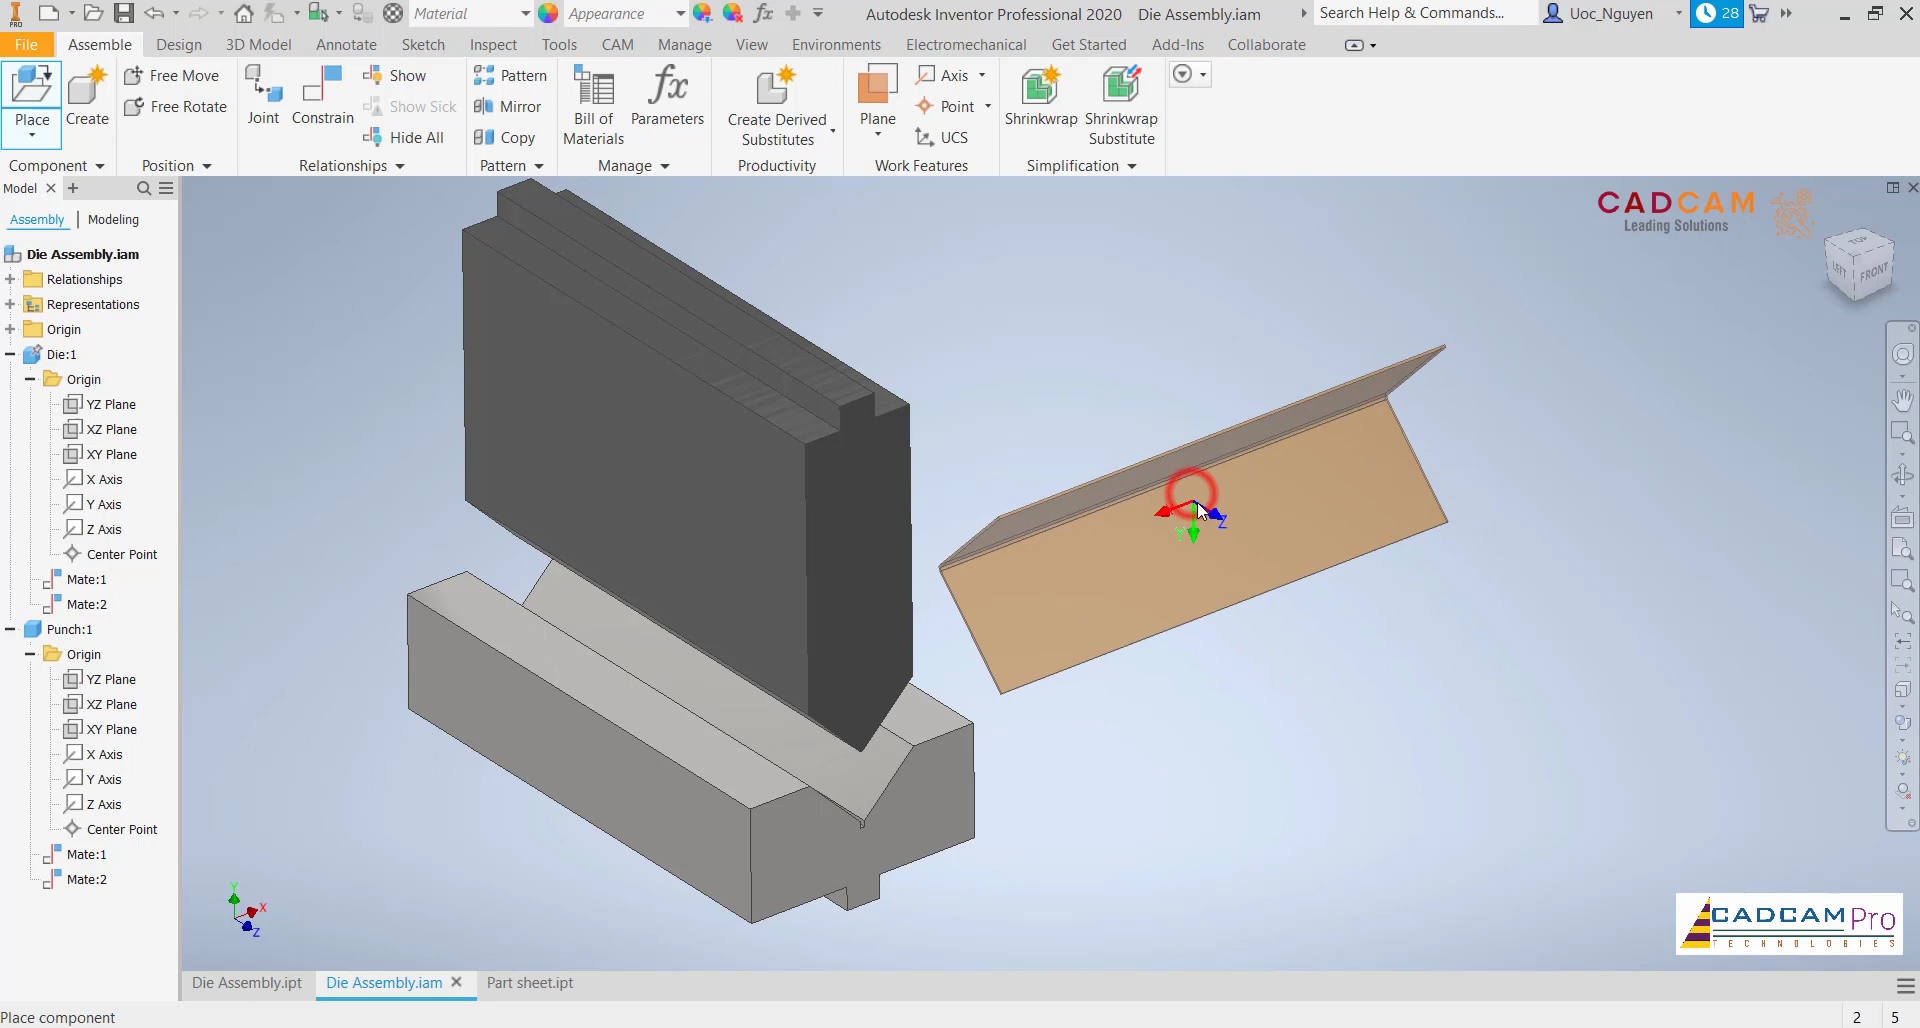 PRO
Material
Appearance
fx
Autodesk Inventor Professional 2020 Die Assembly.iam
Search Help & Commands...
Uoc_Nguyen
28
File
Assemble
Design
3D Model
Annotate
Sketch
Inspect
Tools
CAM
Manage
View
Environments
Electromechanical
Get Started
Add-Ins
Collaborate
Place
Create
Free Move
Free Rotate
Joint
Constrain
Show
Show Sick
Hide All
Pattern
Mirror
Copy
Bill of
Materials
fx
Parameters
Create Derived
Substitutes
Plane
Axis
Point
UCS
Shrinkwrap
Shrinkwrap
Substitute
Component
Position
Relationships
Pattern
Manage
Productivity
Work Features
Simplification
Model
Assembly | Modeling
Die Assembly.iam
Relationships
Representations
Origin
Die:1
Origin
YZ Plane
XZ Plane
XY Plane
X Axis
Y Axis
Z Axis
Center Point
Mate:1
Mate:2
Punch:1
Origin
YZ Plane
XZ Plane
XY Plane
X Axis
Y Axis
Z Axis
Center Point
Mate:1
Mate:2
CADCAM
Leading Solutions
TOP
LEFT
FRONT
Z
Y
Y
X
Z
CADCAM Pro
TECHNOLOGIES
Die Assembly.ipt
Die Assembly.iam
Part sheet.ipt
Place component
2
5